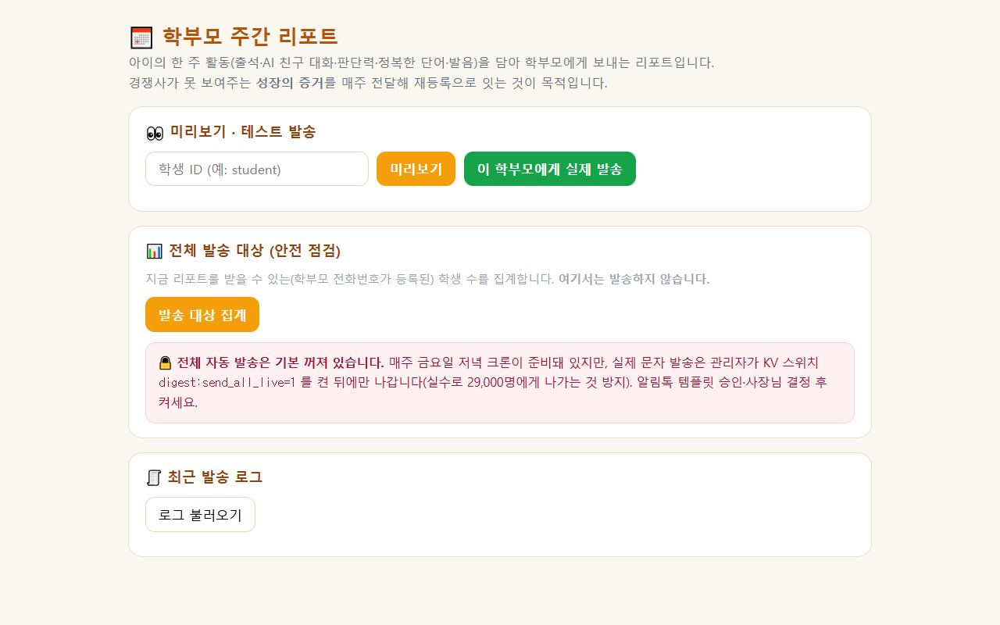 학부모 주간 리포트
아이의 한 주 활동(출석·AI 친구 대화·판단력·정복한 단어·발음)을 담아 학부모에게 보내는 리포트입니다.
경쟁사가 못 보여주는 성장의 증거를 매주 전달해 재등록으로 잇는 것이 목적입니다.
미리보기 · 테스트 발송
학생 ID (예: student)
미리보기
이 학부모에게 실제 발송
전체 발송 대상 (안전 점검)
지금 리포트를 받을 수 있는(학부모 전화번호가 등록된) 학생 수를 집계합니다. 여기서는 발송하지 않습니다.
발송 대상 집계
전체 자동 발송은 기본 꺼져 있습니다. 매주 금요일 저녁 크론이 준비돼 있지만, 실제 문자 발송은 관리자가 KV 스위치
digest:send_all_live=1 를 켠 뒤에만 나갑니다(실수로 29,000명에게 나가는 것 방지). 알림톡 템플릿 승인·사장님 결정 후
켜세요.
최근 발송 로그
로그 불러오기